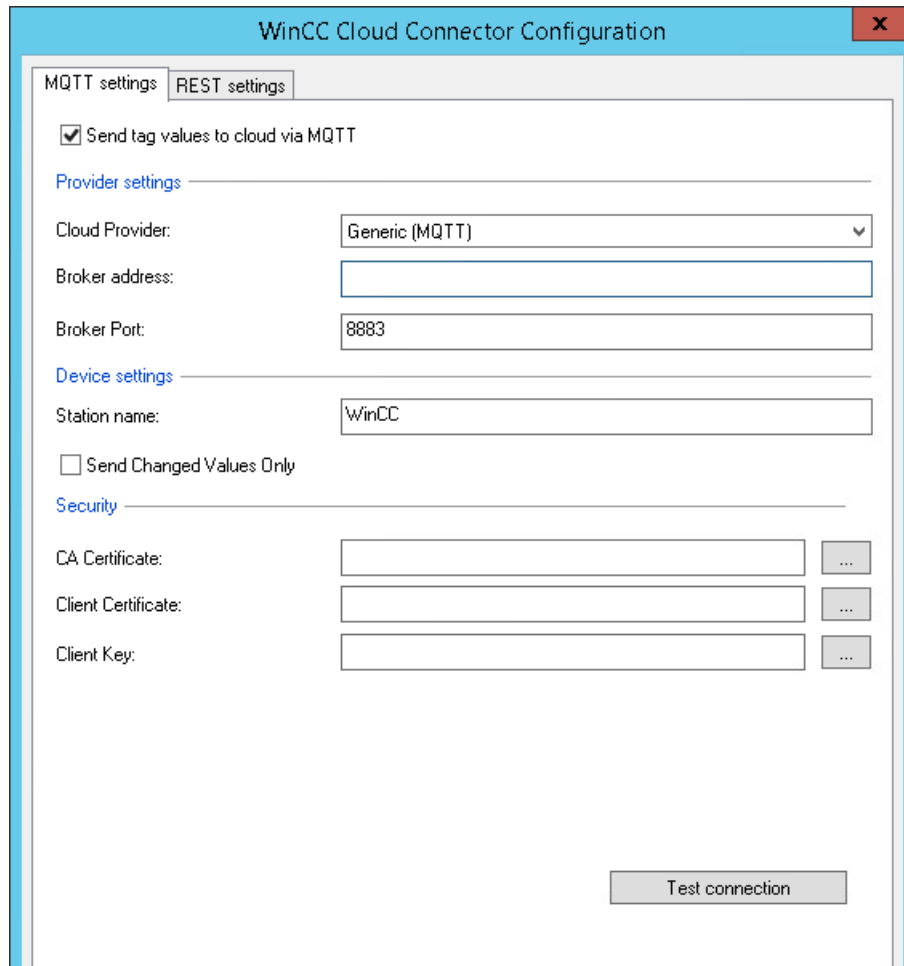 WinCC Cloud Connector Configuration
x
MQTT settings
REST settings
Send tag values to cloud via MQTT
Provider settings
Cloud Provider:
Generic (MQTT)
Broker address:
Broker Port:
8883
Device settings
Station name:
WinCC
Send Changed Values Only
Security
CA Certificate:
...
Client Certificate:
...
Client Key:
...
Test connection